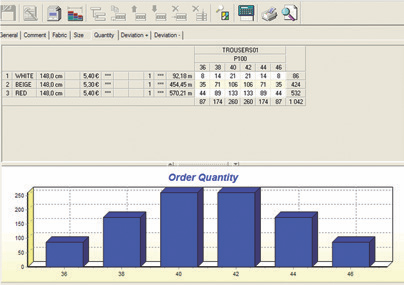 General Comment Fabric Size Quantity Deviation + Deviation -
TROUSERS01
P100
36 38 40 42 44 46
1 WHITE 148,0 cm 5,40 € *** 1 *** 92,18 m 8 14 21 21 14 8 86
2 BEIGE 148,0 cm 5,30 € *** 1 *** 454,45 m 35 71 106 106 71 35 424
3 RED 148,0 cm 5,40 € *** 1 *** 570,21 m 44 89 133 133 89 44 532
87 174 260 260 174 87 1 042
Order Quantity
250
200
150
100
50
0
36 38 40 42 44 46